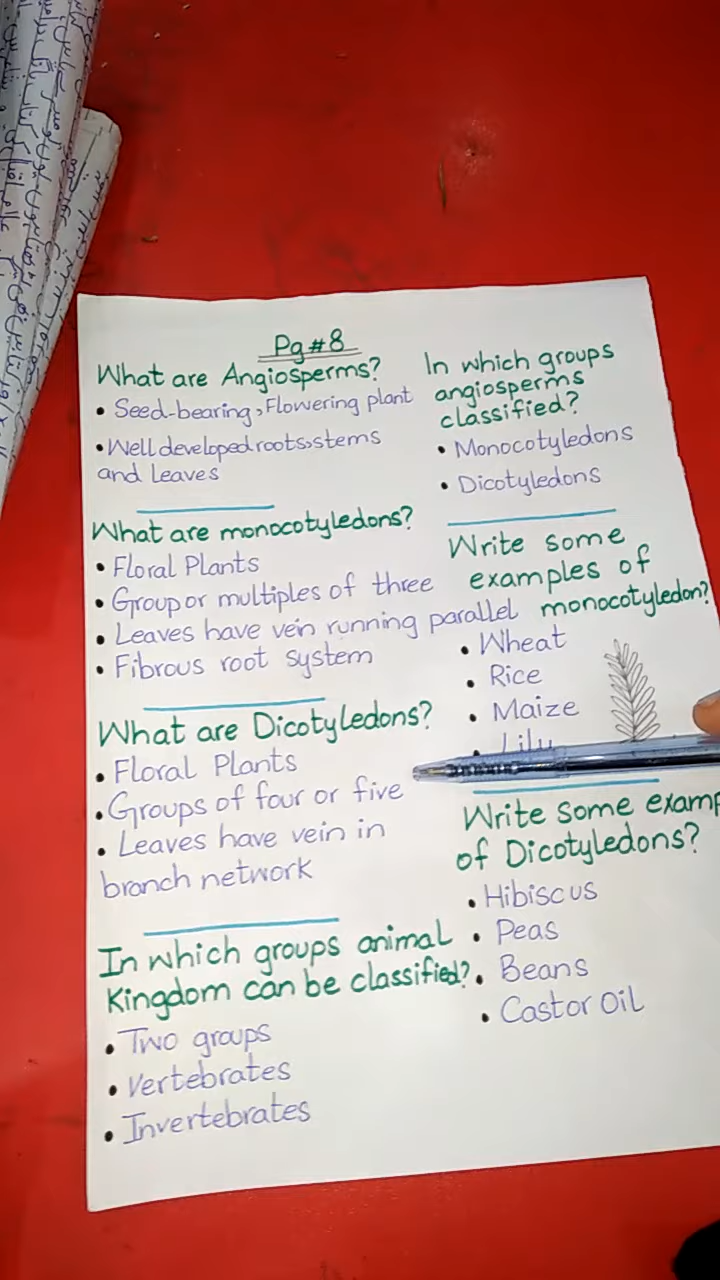 Pg#8
What are Angiosperms?
• Seed-bearing, Flowering plant
• Well developed roots, stems
and leaves
What are monocotyledons?
• Floral Plants
• Group or multiples of three
• Leaves have vein running parallel
• Fibrous root system
What are Dicotyledons?
• Floral Plants
• Groups of four or five
• Leaves have vein in
branch network
In which groups animal
Kingdom can be classified?
• Two groups
• Vertebrates
• Invertebrates
In which groups
angiosperms
classified?
• Monocotyledons
• Dicotyledons
Write some
examples of
monocotyledon?
• Wheat
• Rice
• Maize
• Lily
Write some examp
of Dicotyledons?
• Hibiscus
• Peas
• Beans
• Castor Oil